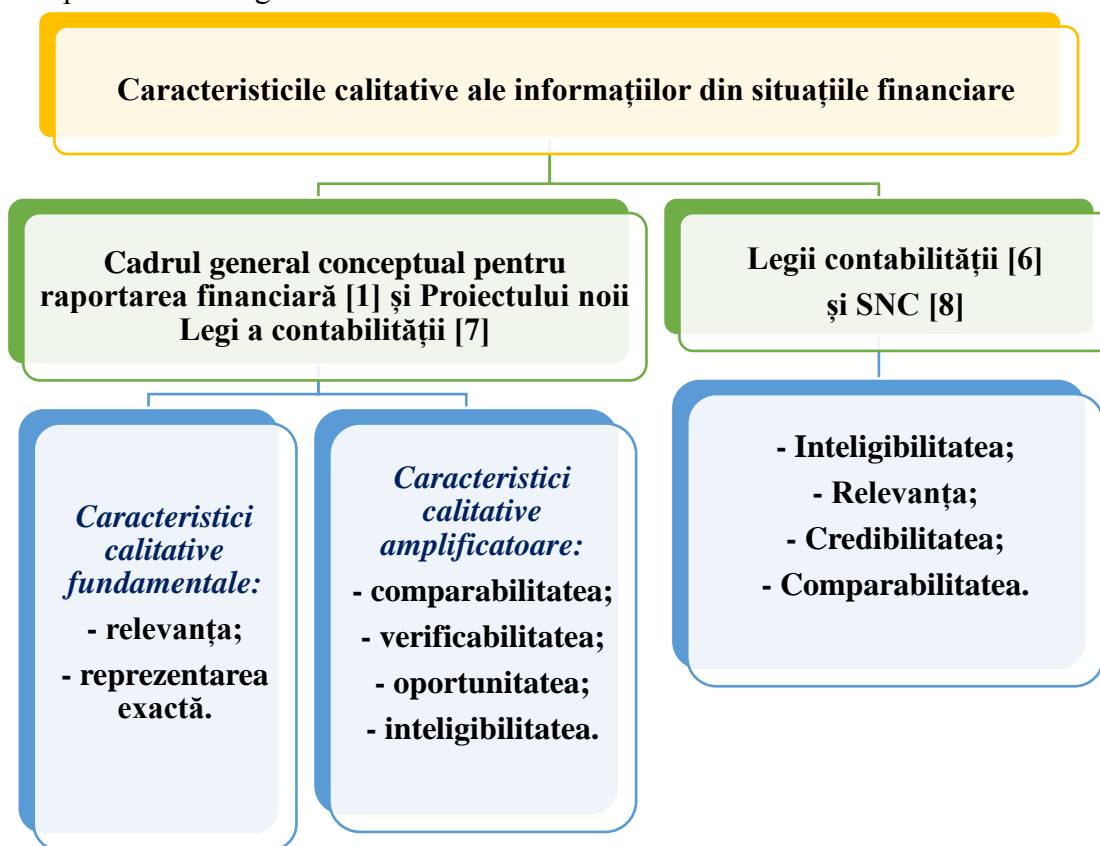 Caracteristicile calitative ale informațiilor din situațiile financiare
Cadrul general conceptual pentru
raportarea financiară [1] și Proiectului noii
Legi a contabilității [7]
Legii contabilității [6]
și SNC [8]
Caracteristici
calitative
fundamentale:
- relevanța;
- reprezentarea
exactă.
Caracteristici
calitative
amplificatoare:
- comparabilitatea;
- verificabilitatea;
- oportunitatea;
- inteligibilitatea.
- Inteligibilitatea;
- Relevanța;
- Credibilitatea;
- Comparabilitatea.